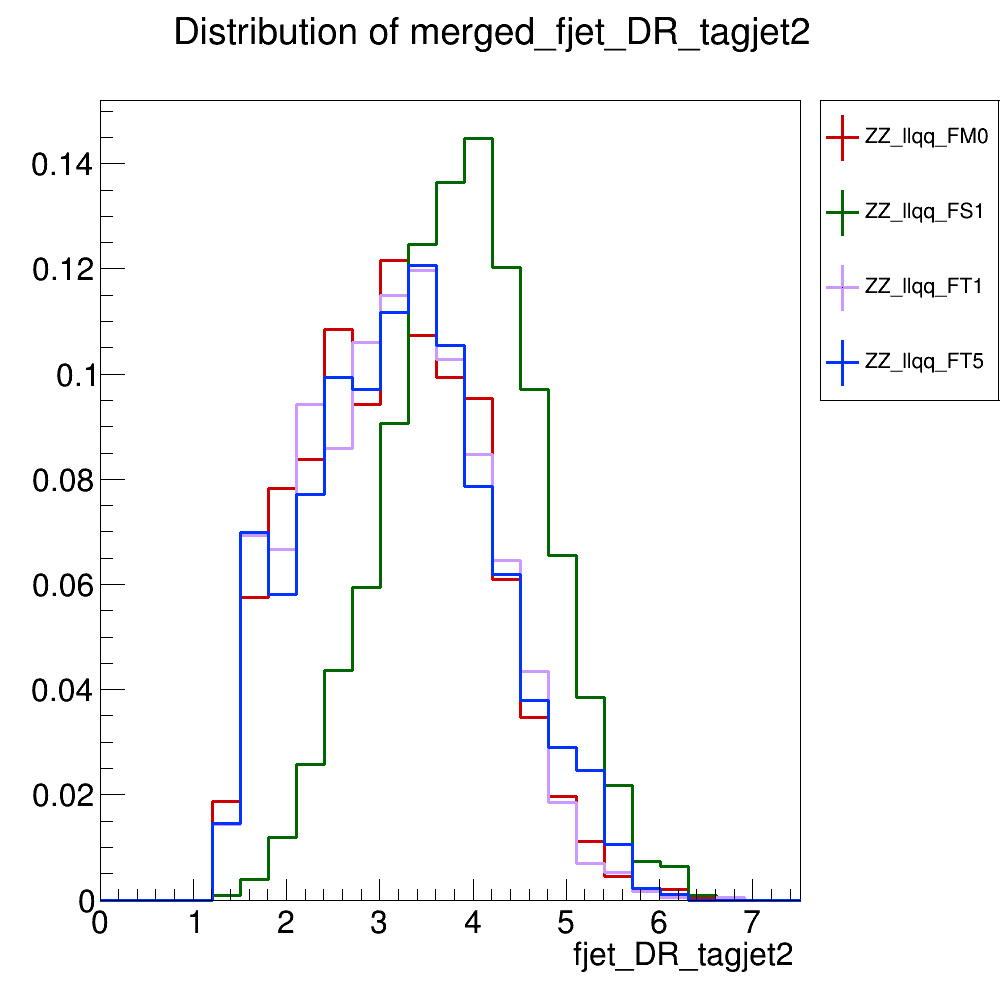 Distribution of merged_fjet_DR_tagjet2
ZZ_llqq_FM0
ZZ_llqq_FS1
ZZ_llqq_FT1
ZZ_llqq_FT5
0.14
0.12
0.1
0.08
0.06
0.04
0.02
0
0 1 2 3 4 5 6 7
fjet_DR_tagjet2